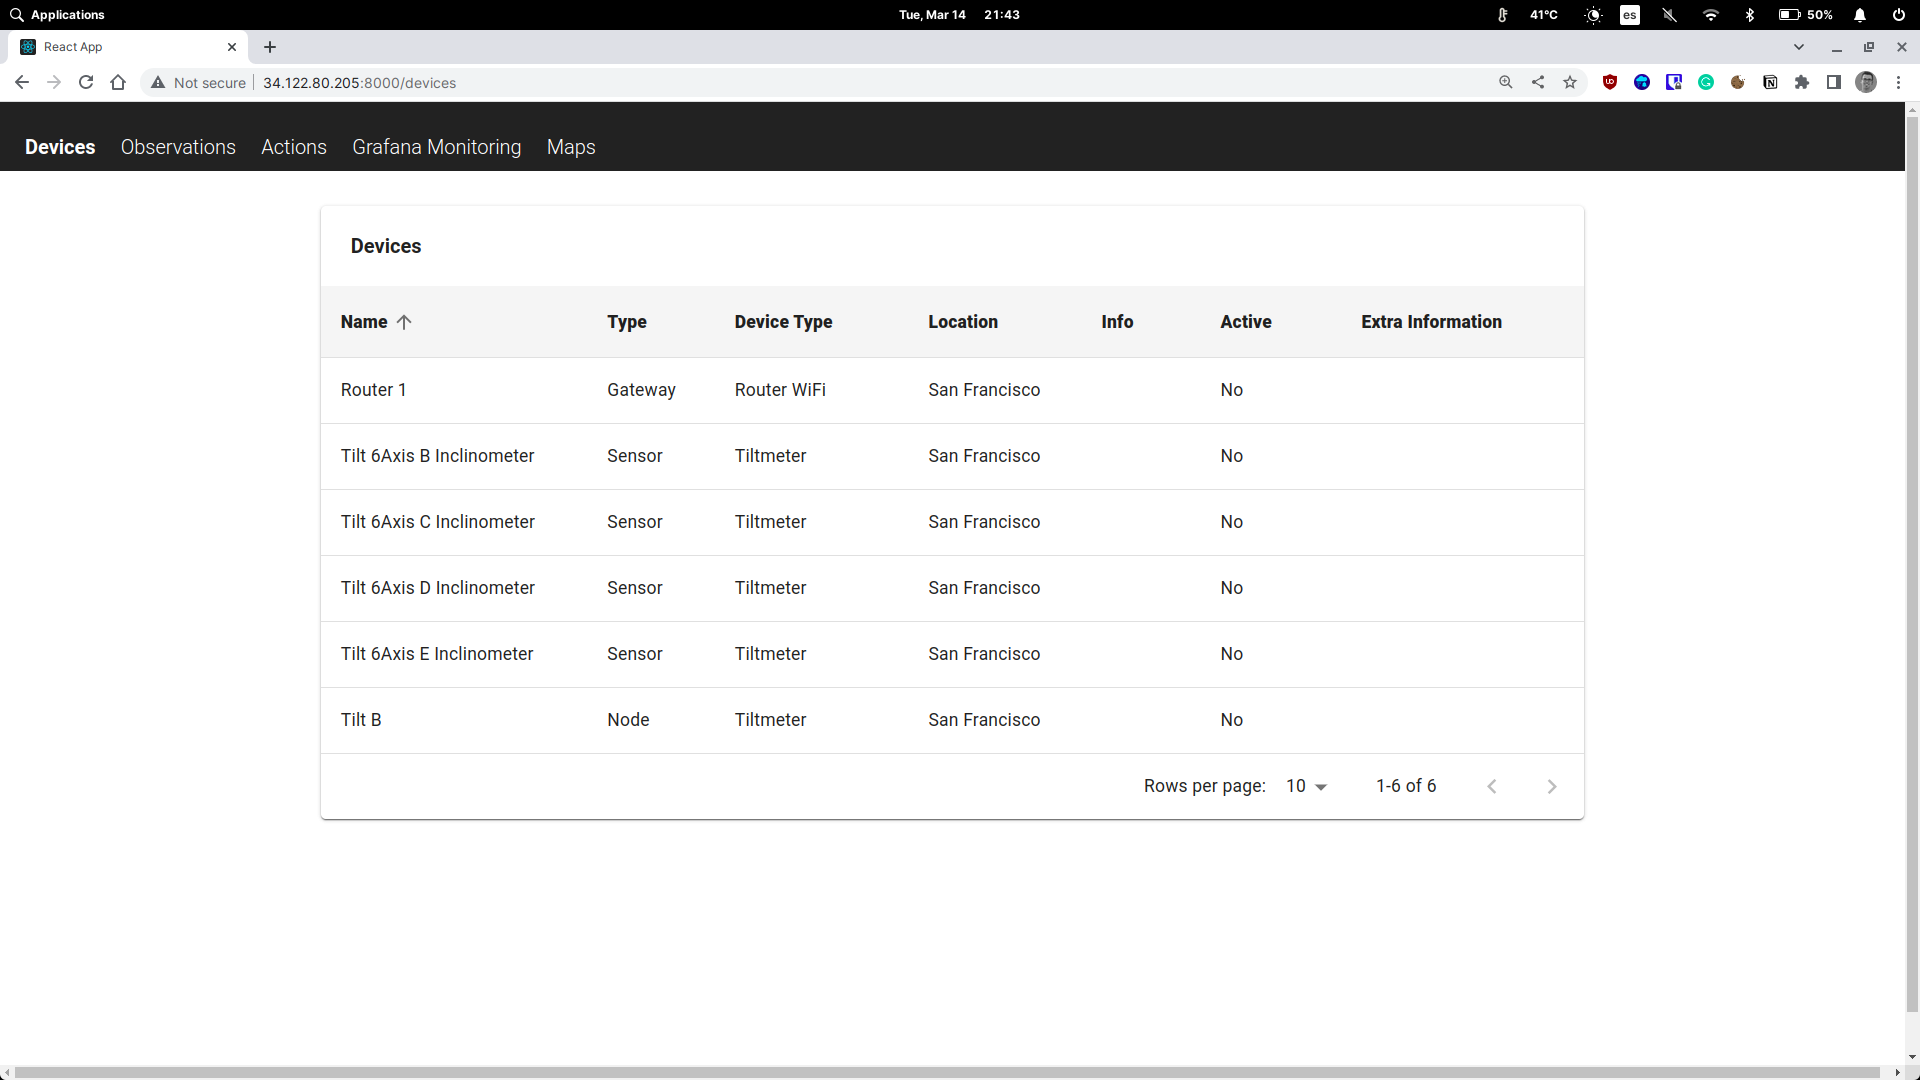 Applications
Tue, Mar 14 21:43
41°C
es
50%
React App
Not secure
34.122.80.205:8000/devices
Devices Observations Actions Grafana Monitoring Maps
Devices
Name Type Device Type Location Info Active Extra Information
Router 1 Gateway Router WiFi San Francisco No
Tilt 6Axis B Inclinometer Sensor Tiltmeter San Francisco No
Tilt 6Axis C Inclinometer Sensor Tiltmeter San Francisco No
Tilt 6Axis D Inclinometer Sensor Tiltmeter San Francisco No
Tilt 6Axis E Inclinometer Sensor Tiltmeter San Francisco No
Tilt B Node Tiltmeter San Francisco No
Rows per page: 10 1-6 of 6